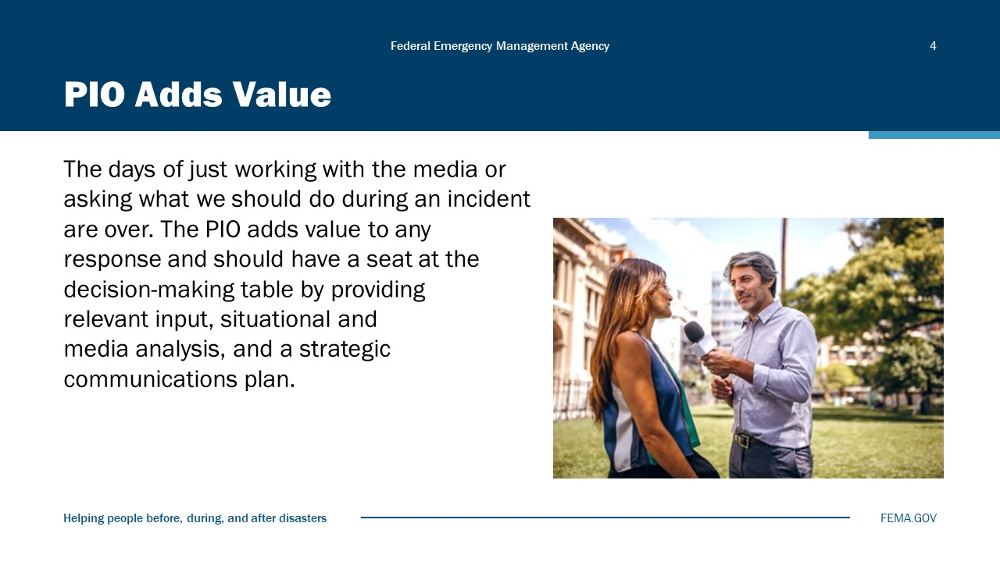 Federal Emergency Management Agency
4
PIO Adds Value
The days of just working with the media or
asking what we should do during an incident
are over. The PIO adds value to any
response and should have a seat at the
decision-making table by providing
relevant input, situational and
media analysis, and a strategic
communications plan.
Helping people before, during, and after disasters
FEMA.GOV